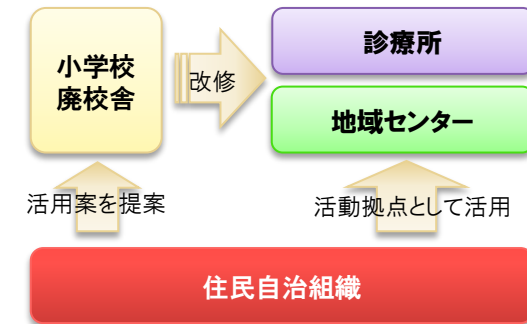 小学校
廃校舎
改修
診療所
地域センター
活用案を提案
活動拠点として活用
住民自治組織